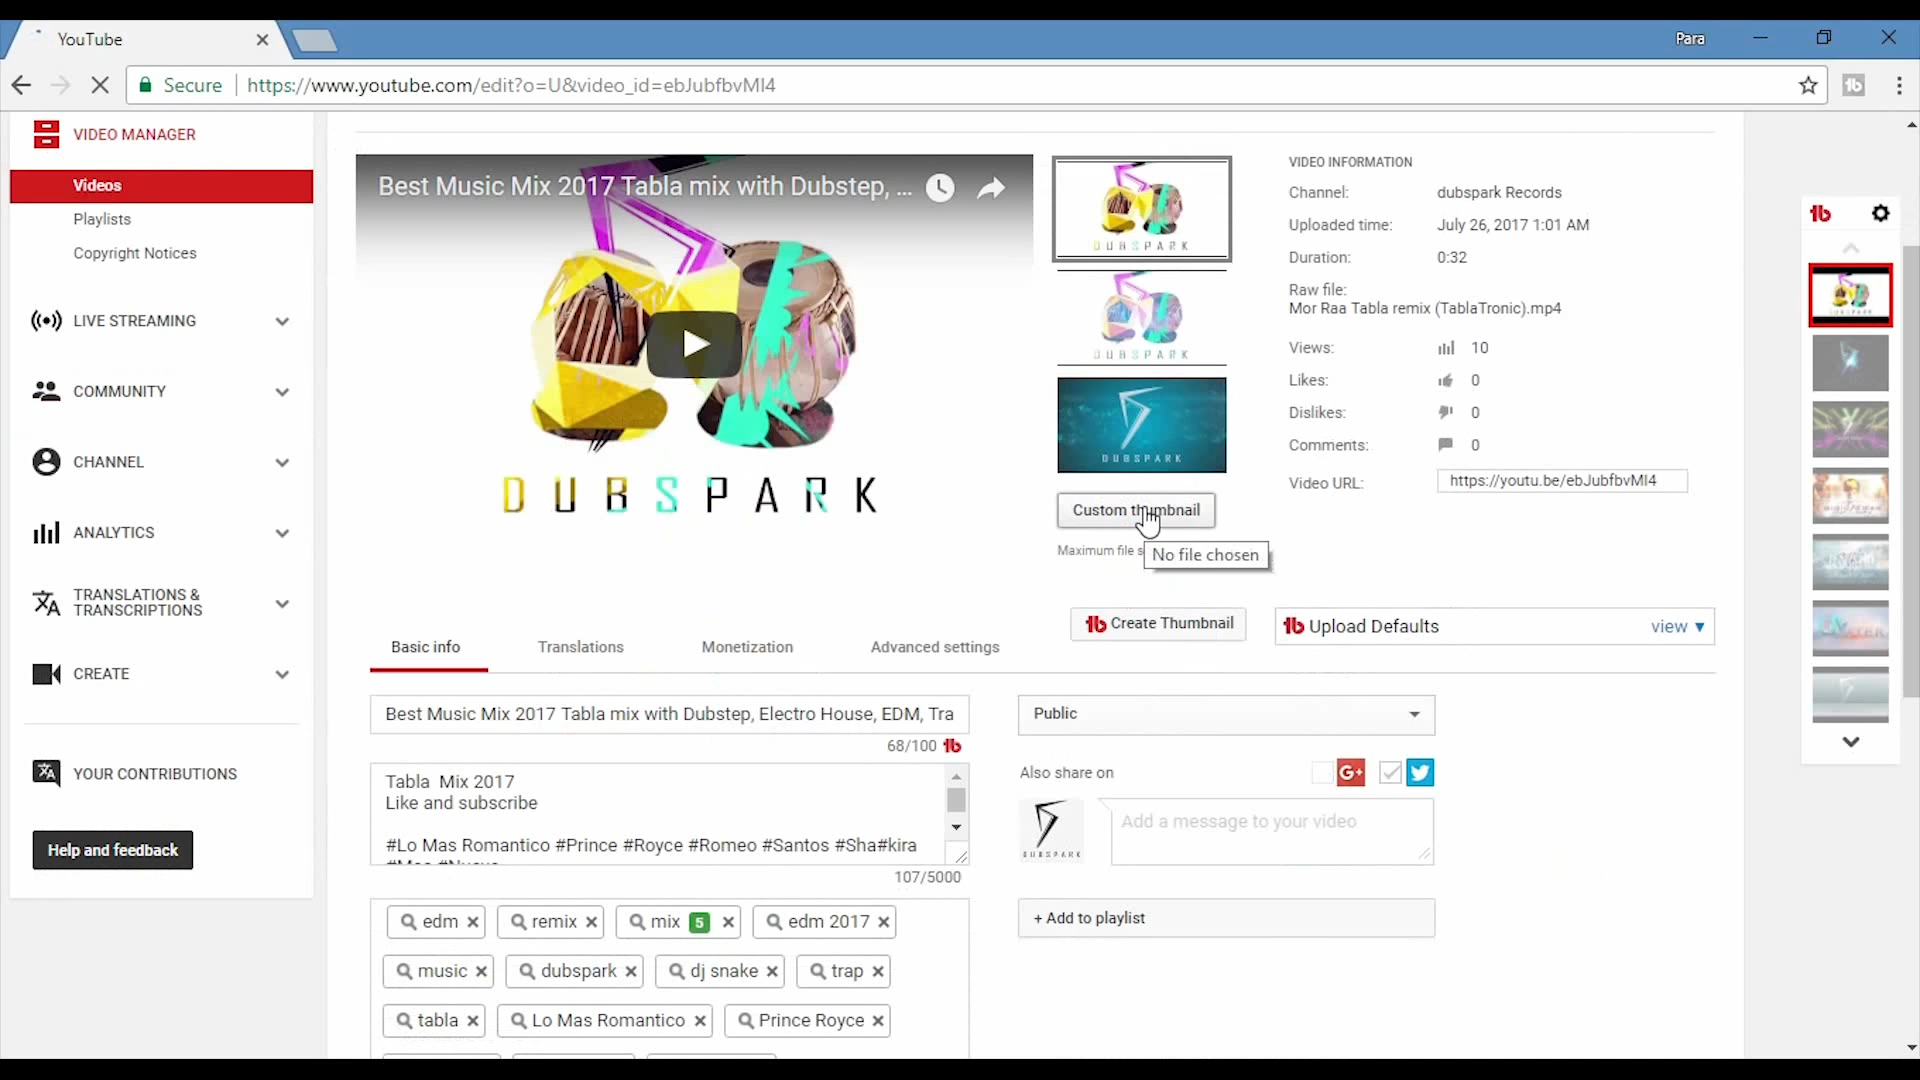 YouTube
Para
Secure
https://www.youtube.com/edit?o=U&video_id=ebJubfbvMI4
VIDEO MANAGER
Videos
Playlists
Copyright Notices
LIVE STREAMING
COMMUNITY
CHANNEL
ANALYTICS
TRANSLATIONS &
TRANSCRIPTIONS
CREATE
YOUR CONTRIBUTIONS
Help and feedback
Best Music Mix 2017 Tabla mix with Dubstep, ...
DUBSPARK
DUBSPARK
DUBSPARK
DUBSPARK
Custom thumbnail
Maximum file s
No file chosen
VIDEO INFORMATION
Channel: dubspark Records
Uploaded time: July 26, 2017 1:01 AM
Duration: 0:32
Raw file:
Mor Raa Tabla remix (TablaTronic).mp4
Views: 10
Likes: 0
Dislikes: 0
Comments: 0
Video URL: https://youtu.be/ebJubfbvMI4
Create Thumbnail
Upload Defaults
view
Basic info
Translations
Monetization
Advanced settings
Best Music Mix 2017 Tabla mix with Dubstep, Electro House, EDM, Tra
68/100
Tabla Mix 2017
Like and subscribe
#Lo Mas Romantico #Prince #Royce #Romeo #Santos #Sha#kira
107/5000
edm
remix
mix 5
edm 2017
music
dubspark
dj snake
trap
tabla
Lo Mas Romantico
Prince Royce
Public
Also share on
G+
DUBSPARK
Add a message to your video
+ Add to playlist